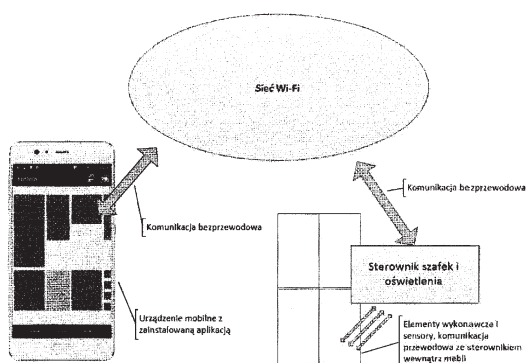 Sieć Wi-Fi
Komunikacja bezprzewodowa
Komunikacja bezprzewodowa
Sterownik szafek i
oświetlenia
Urządzenie mobilne z
zainstalowaną aplikacją
Elementy wykonawcze i
sensory, komunikacja
przewodowa ze sterownikiem
wewnątrz mebli